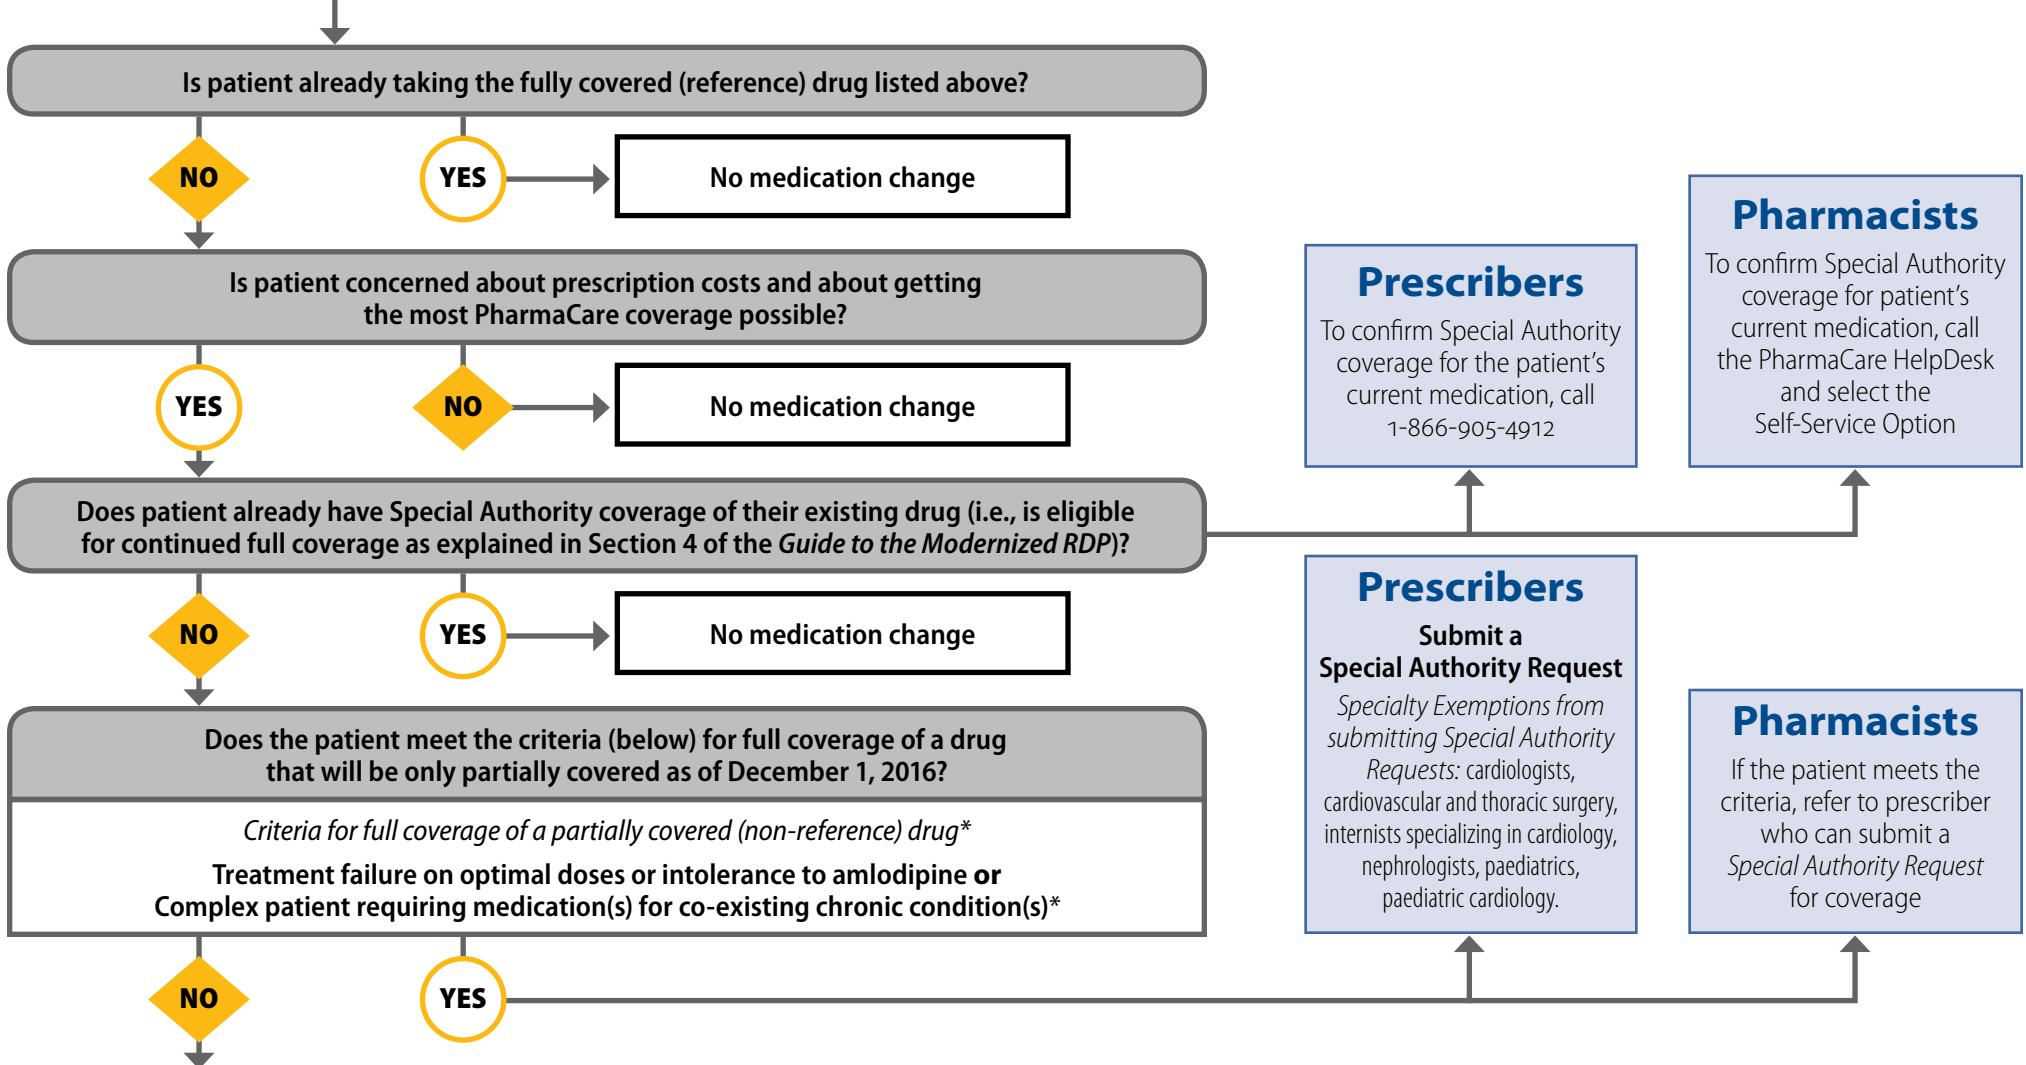 Is patient already taking the fully covered (reference) drug listed above?
NO
YES
No medication change
Is patient concerned about prescription costs and about getting
the most PharmaCare coverage possible?
YES
NO
No medication change
Does patient already have Special Authority coverage of their existing drug (i.e., is eligible
for continued full coverage as explained in Section 4 of the Guide to the Modernized RDP)?
Prescribers
To confirm Special Authority
coverage for the patient's
current medication, call
1-866-905-4912
Pharmacists
To confirm Special Authority
coverage for patient's
current medication, call
the PharmaCare HelpDesk
and select the
Self-Service Option
NO
YES
No medication change
Does the patient meet the criteria (below) for full coverage of a drug
that will be only partially covered as of December 1, 2016?
Criteria for full coverage of a partially covered (non-reference) drug*
Treatment failure on optimal doses or intolerance to amlodipine or
Complex patient requiring medication(s) for co-existing chronic condition(s)*
NO
YES
Prescribers
Submit a
Special Authority Request
Specialty Exemptions from
submitting Special Authority
Requests: cardiologists,
cardiovascular and thoracic surgery,
internists specializing in cardiology,
nephrologists, paediatrics,
paediatric cardiology.
Pharmacists
If the patient meets the
criteria, refer to prescriber
who can submit a
Special Authority Request
for coverage